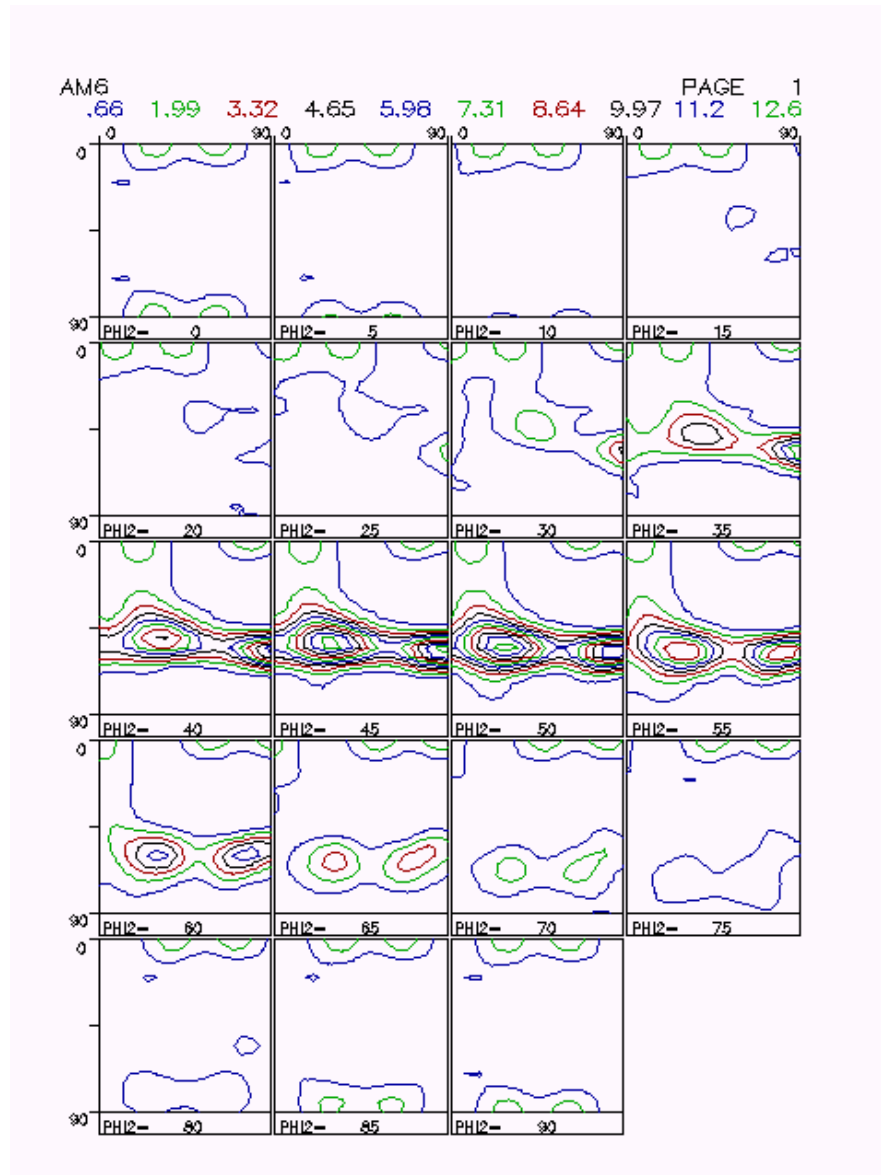 AM6 PAGE 1
.66 1.99 3.32 4.65 5.98 7.31 8.64 9.97 11.2 12.6
0 90 0 90 0 90 0 90
0
90 PHI2= 0 PHI2= 5 PHI2= 10 PHI2= 15
0
90 PHI2= 20 PHI2= 25 PHI2= 30 PHI2= 35
0
90 PHI2= 40 PHI2= 45 PHI2= 50 PHI2= 55
0
90 PHI2= 60 PHI2= 65 PHI2= 70 PHI2= 75
0
90 PHI2= 80 PHI2= 85 PHI2= 90